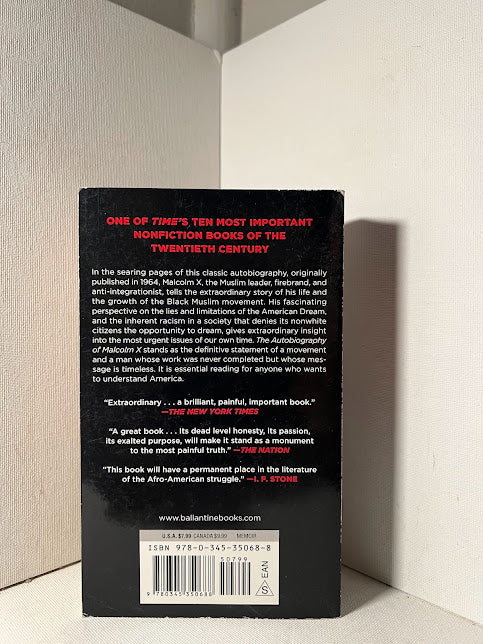 ONE OF TIME'S TEN MOST IMPORTANT
NONFICTION BOOKS OF THE
TWENTIETH CENTURY
In the searing pages of this classic autobiography, originally
published in 1964, Malcolm X, the Muslim leader, firebrand, and
anti-integrationist, tells the extraordinary story of his life and
the growth of the Black Muslim movement. His fascinating
perspective on the lies and limitations of the American Dream,
and the inherent racism in a society that denies its nonwhite
citizens the opportunity to dream, gives extraordinary insight
into the most urgent issues of our own time. The Autobiography
of Malcolm X stands as the definitive statement of a movement
and a man whose work was never completed but whose mes-
sage is timeless. It is essential reading for anyone who wants
to understand America.
“Extraordinary . . . a brilliant, painful, important book.”
—THE NEW YORK TIMES
“A great book . . . Its dead level honesty, its passion,
its exalted purpose, will make it stand as a monument
to the most painful truth.” —THE NATION
“This book will have a permanent place in the literature
of the Afro-American struggle.” —I. F. STONE
www.ballantinebooks.com
U.S.A. $7.99 CANADA $9.99 MEMOIR
ISBN 978-0-345-35068-8
50799
9 780345 350688
S EAN